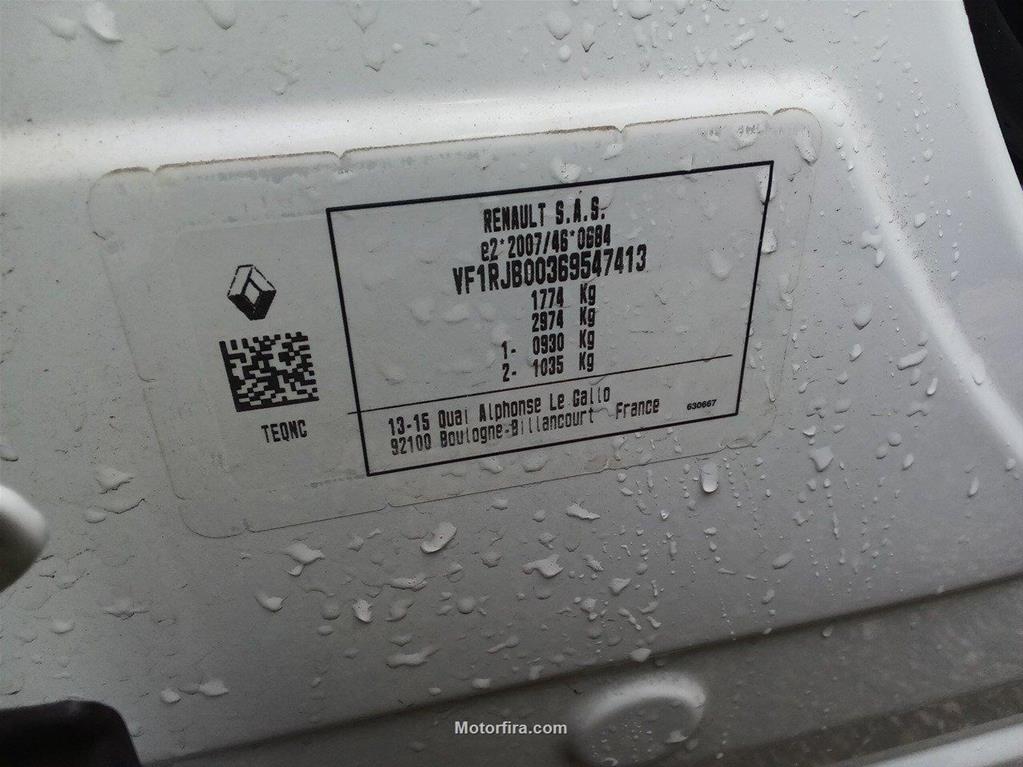 RENAULT S.A.S.
e2*2007/46*0684
VF1RJB00369547413
1774 Kg
2974 Kg
1- 0930 Kg
2- 1035 Kg
TEQNC
13-15 Quai Alphonse Le Gallo
92100 Boulogne-Billancourt France
630667
Motorfira.com